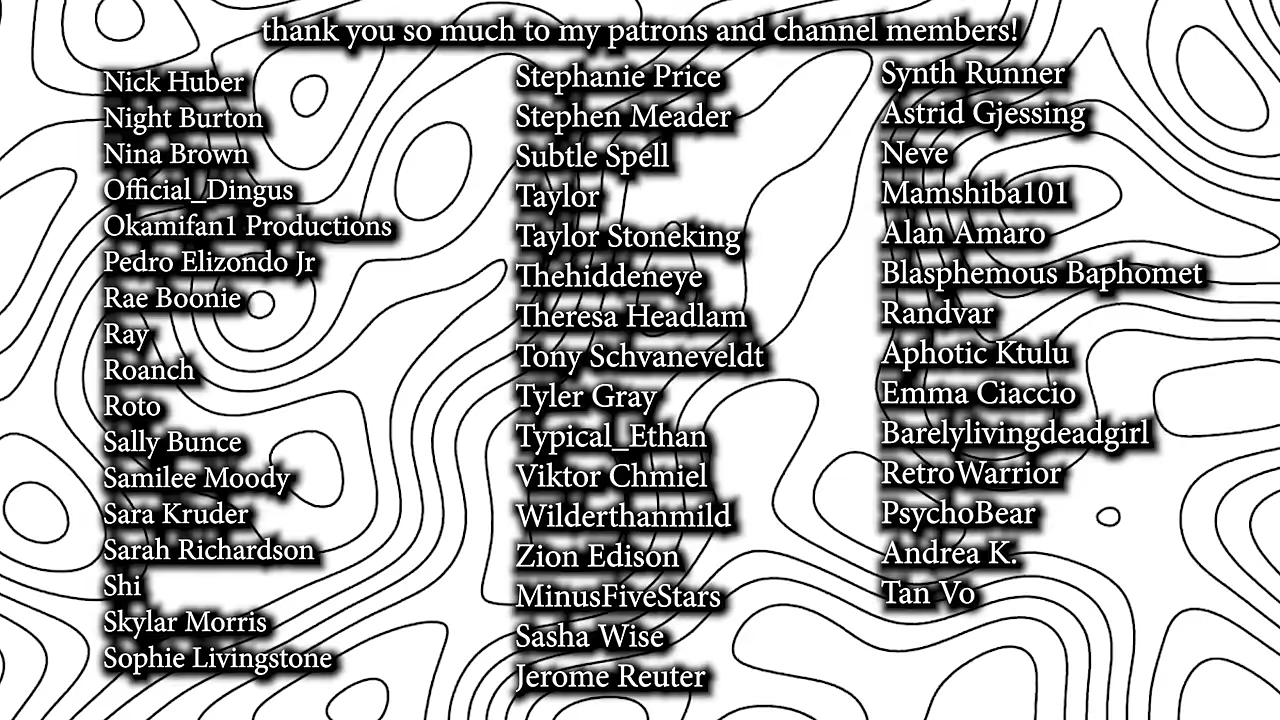 thank you so much to my patrons and channel members!
Nick Huber
Night Burton
Nina Brown
Official_Dingus
Okamifan1 Productions
Pedro Elizondo Jr
Rae Boonie
Ray
Roanch
Roto
Sally Bunce
Samilee Moody
Sara Kruder
Sarah Richardson
Shi
Skylar Morris
Sophie Livingstone
Stephanie Price
Stephen Meader
Subtle Spell
Taylor
Taylor Stoneking
Thehiddeneye
Theresa Headlam
Tony Schvaneveldt
Tyler Gray
Typical_Ethan
Viktor Chmiel
Wilderthanmild
Zion Edison
MinusFiveStars
Sasha Wise
Jerome Reuter
Synth Runner
Astrid Gjessing
Neve
Mamshiba101
Alan Amaro
Blasphemous Baphomet
Randvar
Aphotic Ktulu
Emma Ciaccio
Barelylivingdeadgirl
RetroWarrior
PsychoBear
Andrea K.
Tan Vo